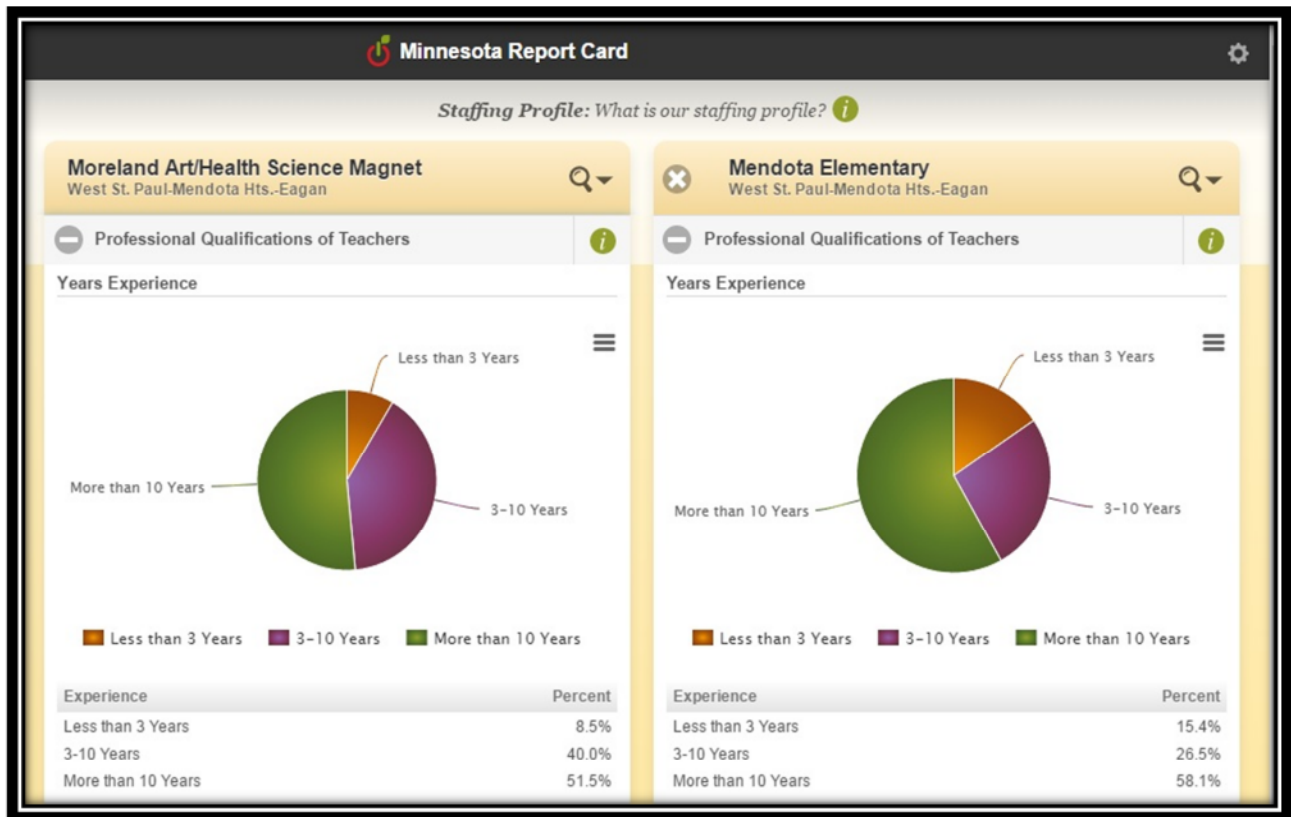 Minnesota Report Card
Staffing Profile: What is our staffing profile? i
Moreland Art/Health Science Magnet
West St. Paul-Mendota Hts.-Eagan
Professional Qualifications of Teachers i
Years Experience
Less than 3 Years
3-10 Years
More than 10 Years
Less than 3 Years 3-10 Years More than 10 Years
Experience Percent
Less than 3 Years 8.5%
3-10 Years 40.0%
More than 10 Years 51.5%
Mendota Elementary
West St. Paul-Mendota Hts.-Eagan
Professional Qualifications of Teachers i
Years Experience
Less than 3 Years
3-10 Years
More than 10 Years
Less than 3 Years 3-10 Years More than 10 Years
Experience Percent
Less than 3 Years 15.4%
3-10 Years 26.5%
More than 10 Years 58.1%